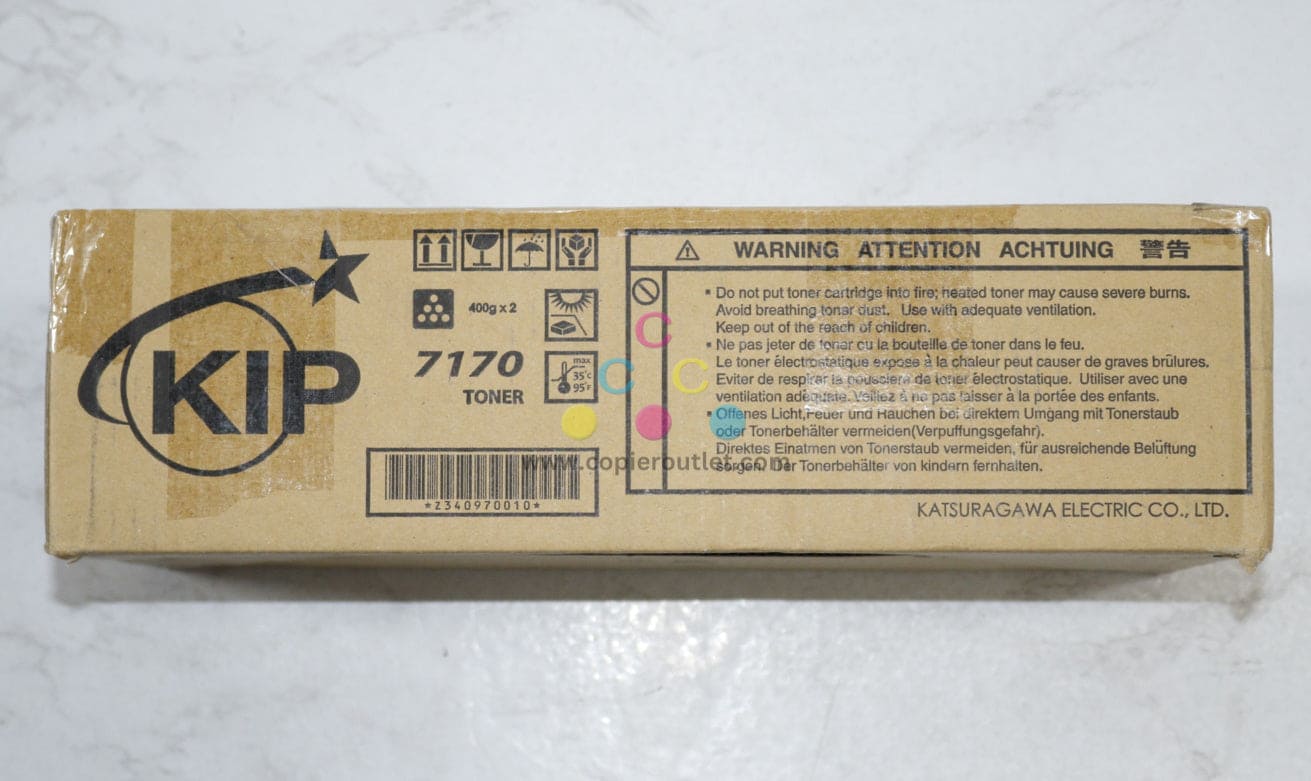 KIP
400g x 2
7170
TONER
max
35°c
95°F
*Z340970010*
WARNING ATTENTION ACHTUING 警告
▪ Do not put toner cartridge into fire; heated toner may cause severe burns.
Avoid breathing toner dust. Use with adequate ventilation.
Keep out of the reach of children.
▪ Ne pas jeter de toner ou la bouteille de toner dans le feu.
Le toner électrostatique exposé à la chaleur peut causer de graves brûlures.
Eviter de respirer la poussière de toner électrostatique. Utiliser avec une
ventilation adéquate. Veillez à ne pas laisser à la portée des enfants.
▪ Offenes Licht,Feuer und Rauchen bei direktem Umgang mit Tonerstaub
oder Tonerbehälter vermeiden(Verpuffungsgefahr).
Direktes Einatmen von Tonerstaub vermeiden, für ausreichende Belüftung
sorgen. Der Tonerbehälter von kindern fernhalten.
KATSURAGAWA ELECTRIC CO., LTD.
C
C C
www.copieroutlet.com